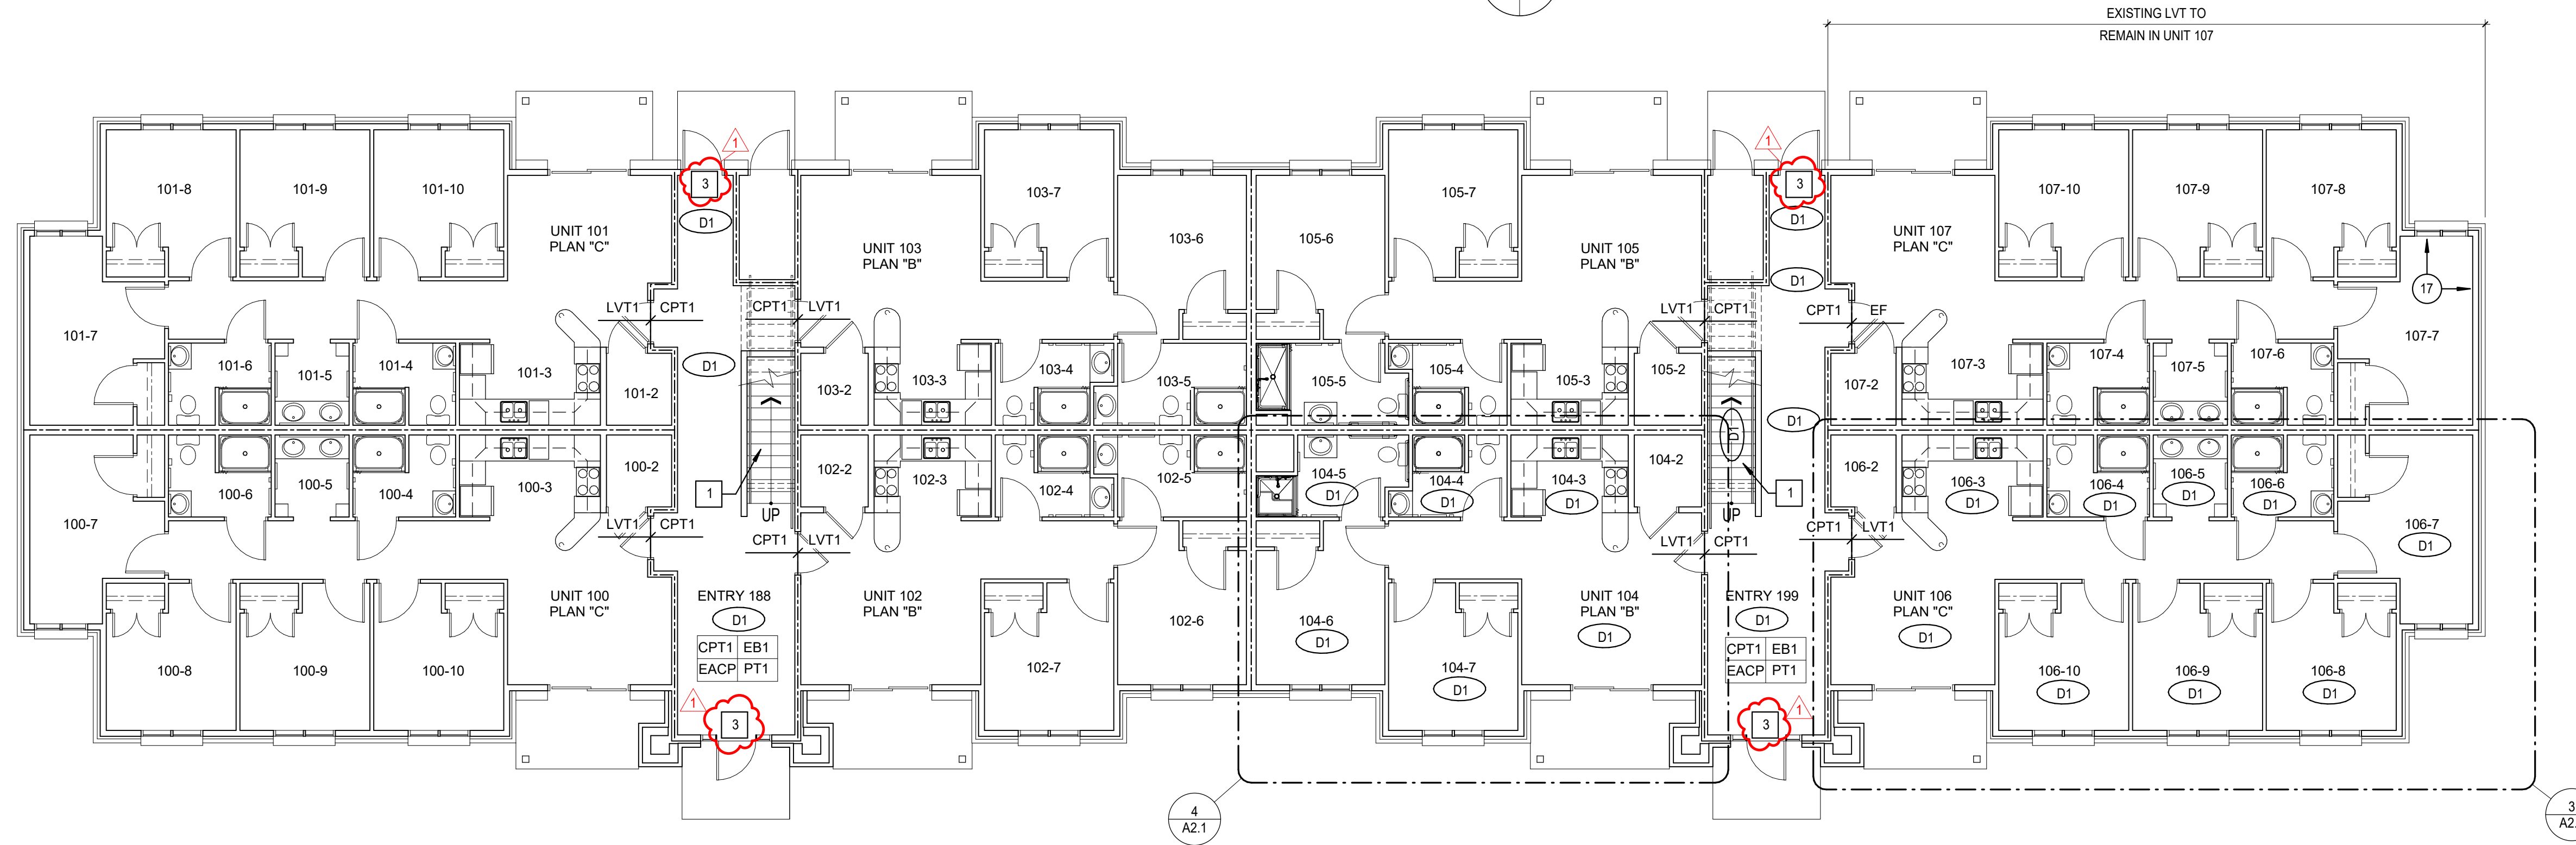 EXISTING LVT TO
REMAIN IN UNIT 107
1
1
3
3
101-8
101-9
101-10
103-7
105-7
107-10
107-9
107-8
D1
D1
UNIT 101
PLAN "C"
UNIT 103
PLAN "B"
103-6
105-6
UNIT 105
PLAN "B"
UNIT 107
PLAN "C"
D1
17
LVT1
CPT1
CPT1
LVT1
LVT1
CPT1
CPT1
EF
101-7
107-7
101-6
101-5
101-4
101-3
D1
103-3
103-4
103-5
105-5
105-4
105-3
105-2
107-3
107-4
107-5
107-6
101-2
103-2
107-2
D1
D1
100-7
100-6
100-5
100-4
100-3
100-2
102-2
102-3
102-4
102-5
104-5
D1
104-4
D1
104-3
D1
104-2
106-2
106-3
D1
106-4
D1
106-5
D1
106-6
D1
1
1
UP
UP
LVT1
CPT1
CPT1
LVT1
LVT1
CPT1
CPT1
LVT1
106-7
D1
UNIT 100
PLAN "C"
ENTRY 188
D1
UNIT 102
PLAN "B"
102-6
104-6
D1
UNIT 104
PLAN "B"
D1
ENTRY 199
D1
UNIT 106
PLAN "C"
D1
CPT1 EB1
EACP PT1
CPT1 EB1
EACP PT1
100-8
100-9
100-10
102-7
104-7
D1
106-10
D1
106-9
D1
106-8
D1
1
3
3
1
4
A2.1
3
A2.